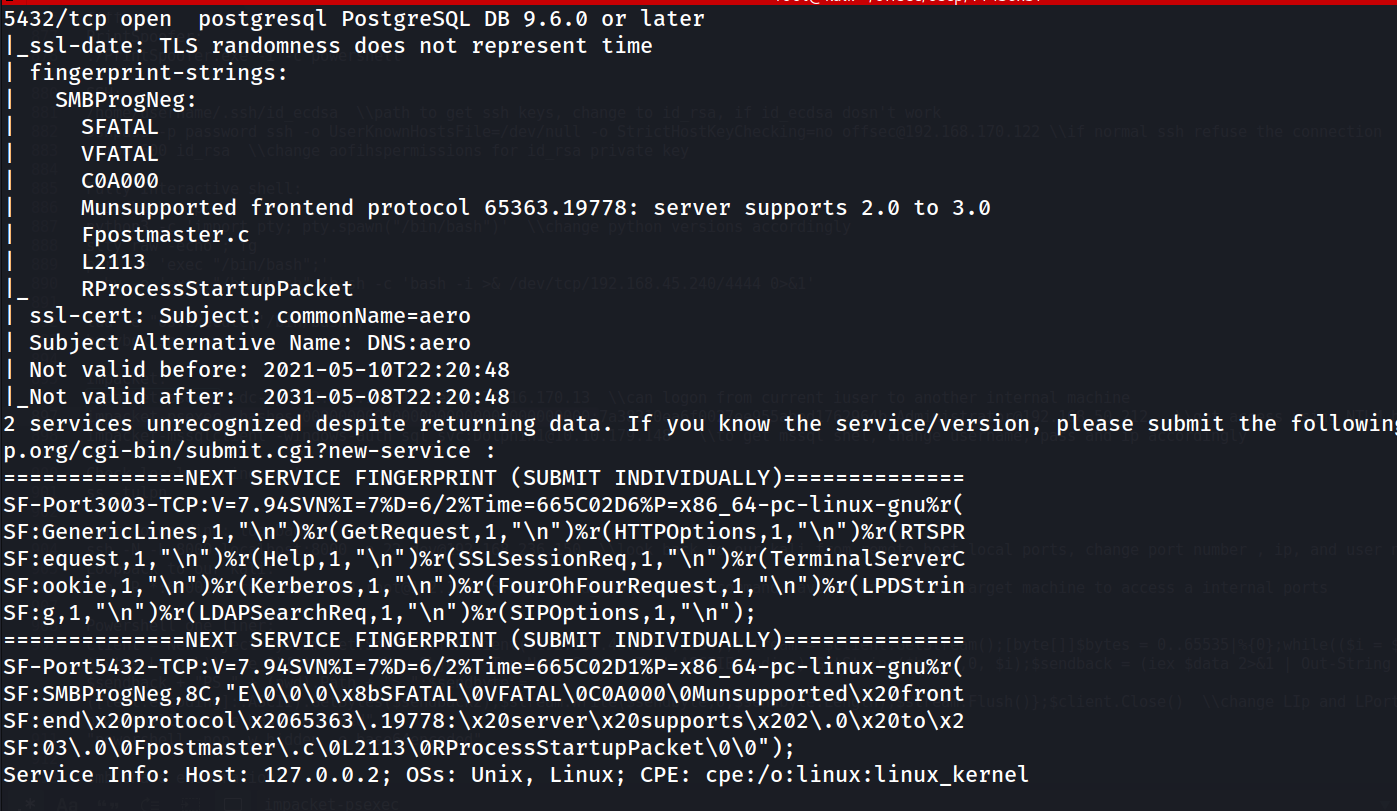 5432/tcp open  postgresql PostgreSQL DB 9.6.0 or later
|_ssl-date: TLS randomness does not represent time
| fingerprint-strings:
|   SMBProgNeg:
|     SFATAL
|     VFATAL
|     C0A000
|     Munsupported frontend protocol 65363.19778: server supports 2.0 to 3.0
|     Fpostmaster.c
|     L2113
|_    RProcessStartupPacket
| ssl-cert: Subject: commonName=aero
| Subject Alternative Name: DNS:aero
| Not valid before: 2021-05-10T22:20:48
|_Not valid after:  2031-05-08T22:20:48
2 services unrecognized despite returning data. If you know the service/version, please submit the following
p.org/cgi-bin/submit.cgi?new-service :
==============NEXT SERVICE FINGERPRINT (SUBMIT INDIVIDUALLY)==============
SF-Port3003-TCP:V=7.94SVN%I=7%D=6/2%Time=665C02D6%P=x86_64-pc-linux-gnu%r(
SF:GenericLines,1,"\n")%r(GetRequest,1,"\n")%r(HTTPOptions,1,"\n")%r(RTSPR
SF:equest,1,"\n")%r(Help,1,"\n")%r(SSLSessionReq,1,"\n")%r(TerminalServerC
SF:ookie,1,"\n")%r(Kerberos,1,"\n")%r(FourOhFourRequest,1,"\n")%r(LPDStrin
SF:g,1,"\n")%r(LDAPSearchReq,1,"\n")%r(SIPOptions,1,"\n");
==============NEXT SERVICE FINGERPRINT (SUBMIT INDIVIDUALLY)==============
SF-Port5432-TCP:V=7.94SVN%I=7%D=6/2%Time=665C02D1%P=x86_64-pc-linux-gnu%r(
SF:SMBProgNeg,8C,"E\0\0\0\x8bSFATAL\0VFATAL\0C0A000\0Munsupported\x20front
SF:end\x20protocol\x2065363\.19778:\x20server\x20supports\x202\.0\x20to\x2
SF:03\.0\0Fpostmaster\.c\0L2113\0RProcessStartupPacket\0\0");
Service Info: Host: 127.0.0.2; OSs: Unix, Linux; CPE: cpe:/o:linux:linux_kernel